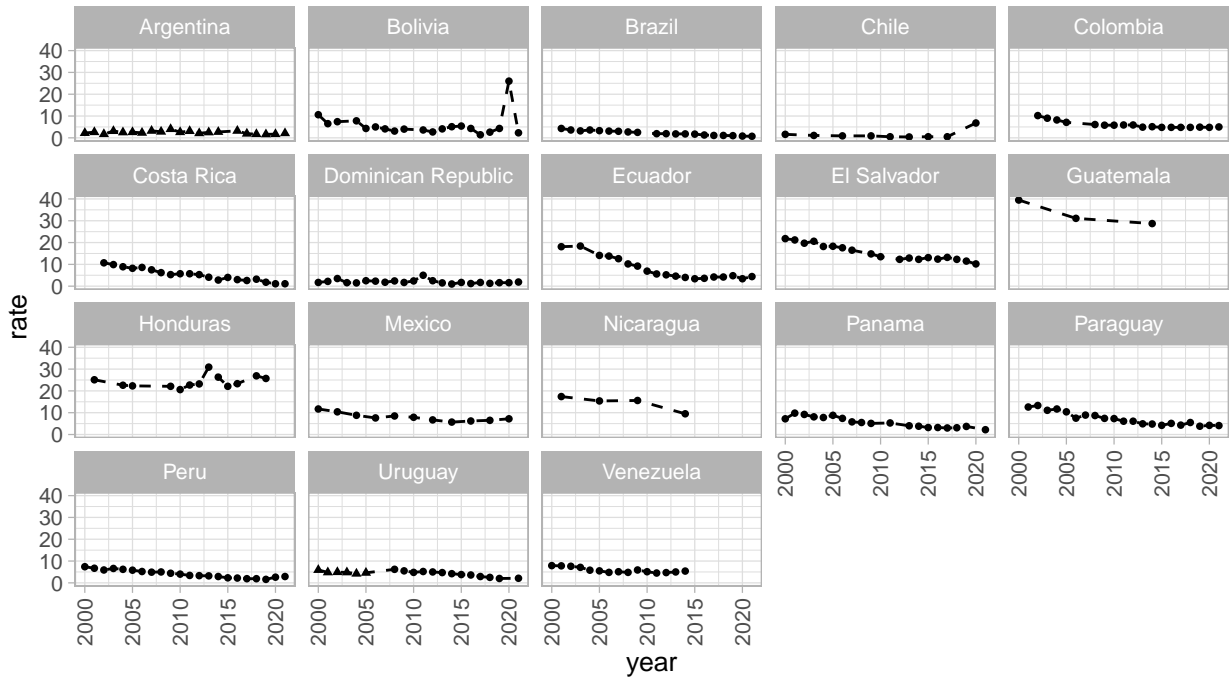 Argentina Bolivia Brazil Chile Colombia
40
30
20
10
0
Costa Rica Dominican Republic Ecuador El Salvador Guatemala
40
30
20
10
0
rate
Honduras Mexico Nicaragua Panama Paraguay
40
30
20
10
0
2000 2005 2010 2015 2020 2000 2005 2010 2015 2020
Peru Uruguay Venezuela
40
30
20
10
0
2000 2005 2010 2015 2020 2000 2005 2010 2015 2020 2000 2005 2010 2015 2020
year